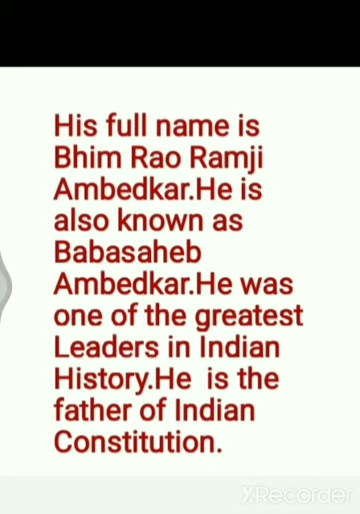 His full name is
Bhim Rao Ramji
Ambedkar.He is
also known as
Babasaheb
Ambedkar.He was
one of the greatest
Leaders in Indian
History.He  is the
father of Indian
Constitution.
XRecorder